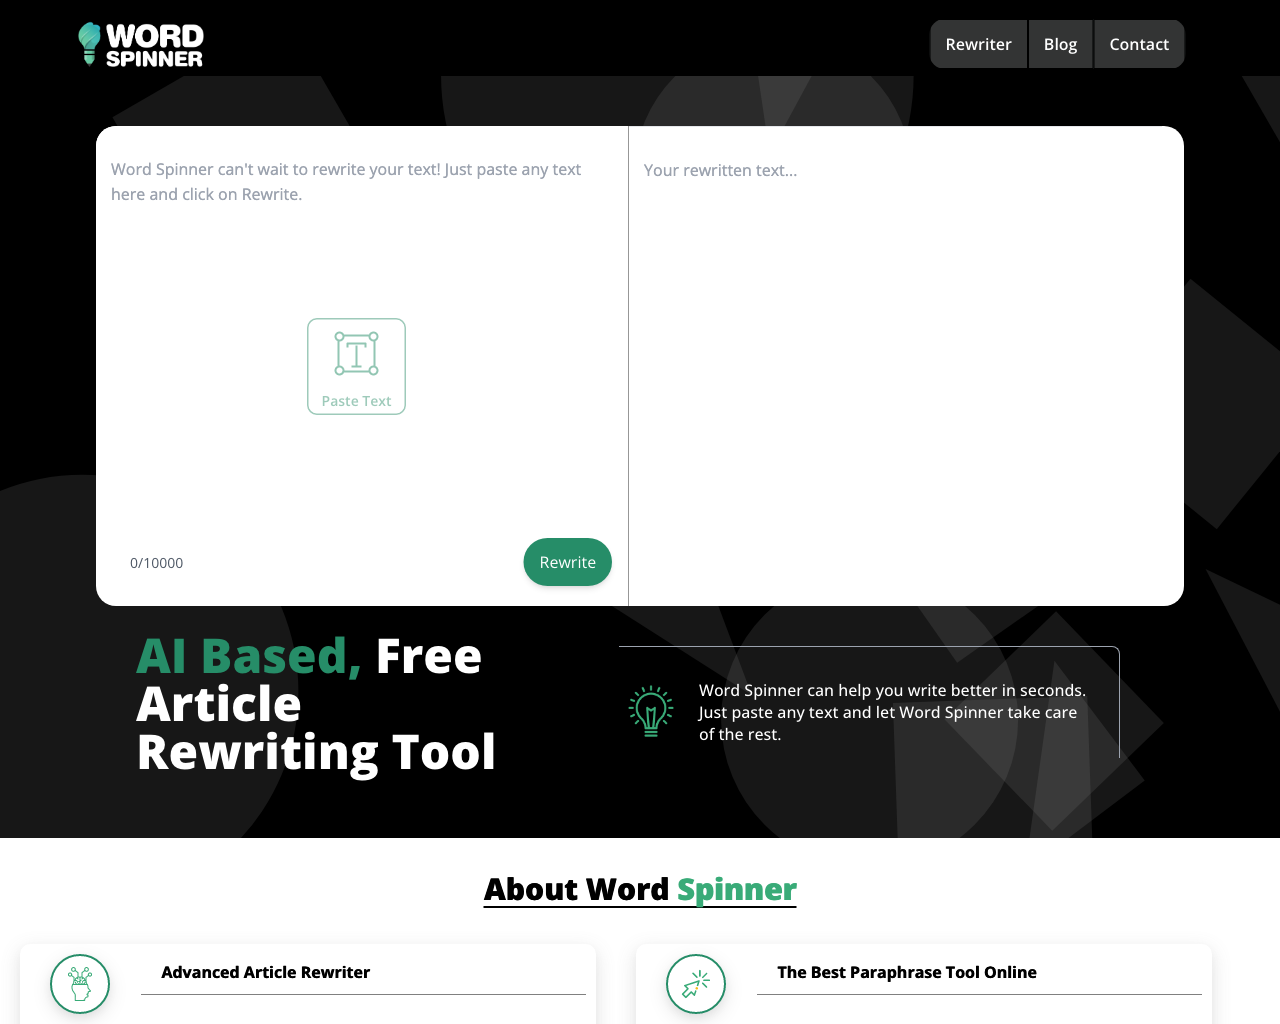 WORD
SPINNER
Rewriter
Blog
Contact
Word Spinner can't wait to rewrite your text! Just paste any text
here and click on Rewrite.
Your rewritten text...
Paste Text
0/10000
Rewrite
AI Based, Free
Article
Rewriting Tool
Word Spinner can help you write better in seconds.
Just paste any text and let Word Spinner take care
of the rest.
About Word Spinner
Advanced Article Rewriter
The Best Paraphrase Tool Online